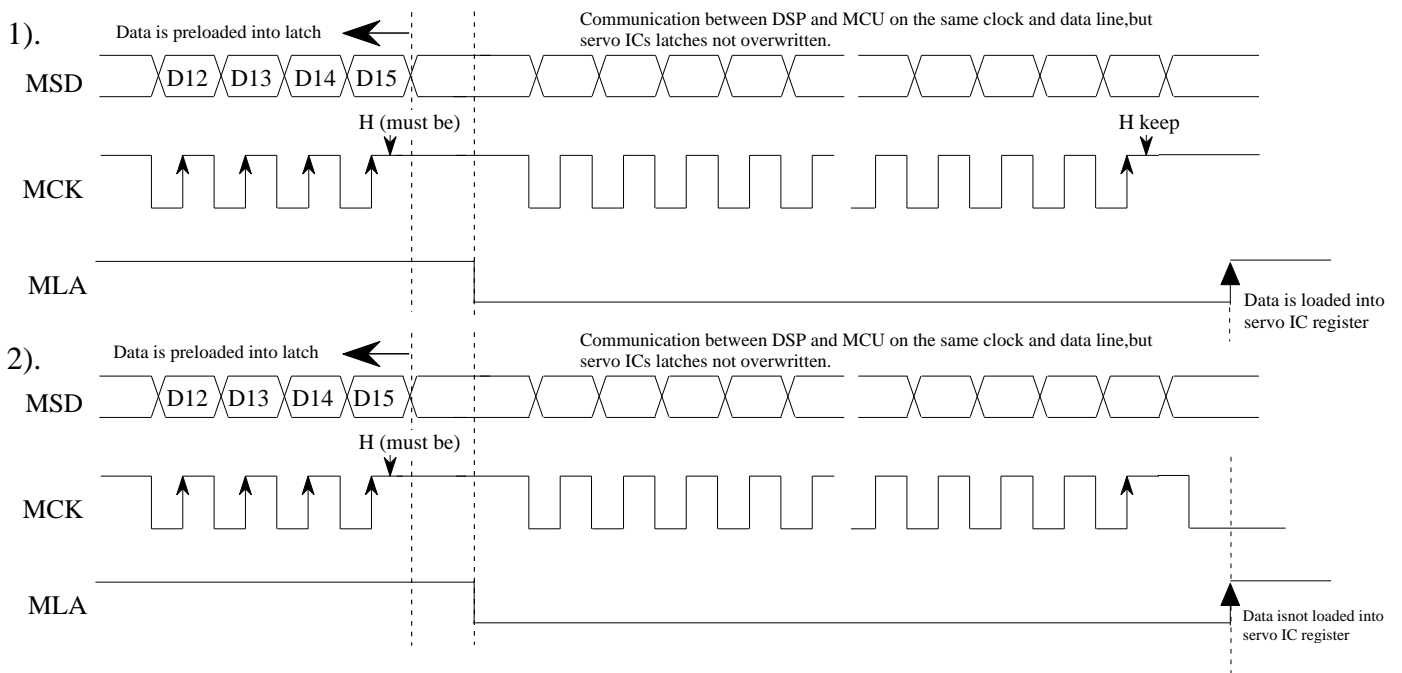 1).
Data is preloaded into latch
Communication between DSP and MCU on the same clock and data line,but
servo ICs latches not overwritten.
MSD
D12 D13 D14 D15
H (must be)
H keep
MCK
MLA
Data is loaded into
servo IC register
2).
Data is preloaded into latch
Communication between DSP and MCU on the same clock and data line,but
servo ICs latches not overwritten.
MSD
D12 D13 D14 D15
H (must be)
MCK
MLA
Data isnot loaded into
servo IC register